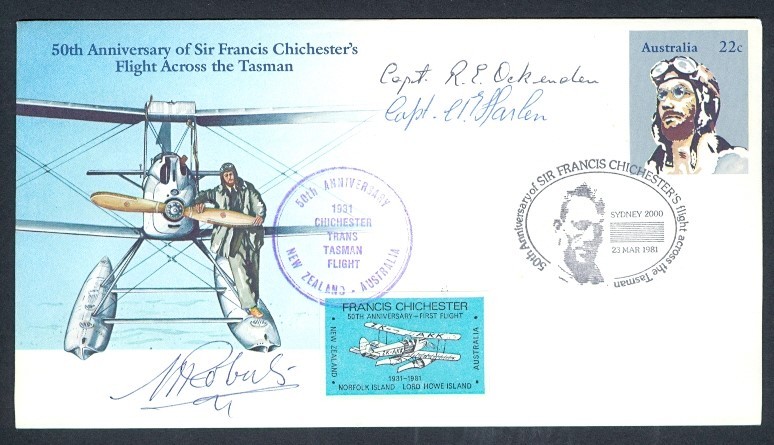 50th Anniversary of Sir Francis Chichester's
Flight Across the Tasman
Capt. R. E. Ockenden
Capt.
Australia 22c
50th Anniversary of SIR FRANCIS CHICHESTER'S flight across the Tasman
SYDNEY 2000
23 MAR 1981
50th ANNIVERSARY
1931
CHICHESTER
TRANS
TASMAN
FLIGHT
NEW ZEALAND - AUSTRALIA
FRANCIS CHICHESTER
50TH ANNIVERSARY - FIRST FLIGHT
NEW ZEALAND
AUSTRALIA
1931-1981
NORFOLK ISLAND - LORD HOWE ISLAND